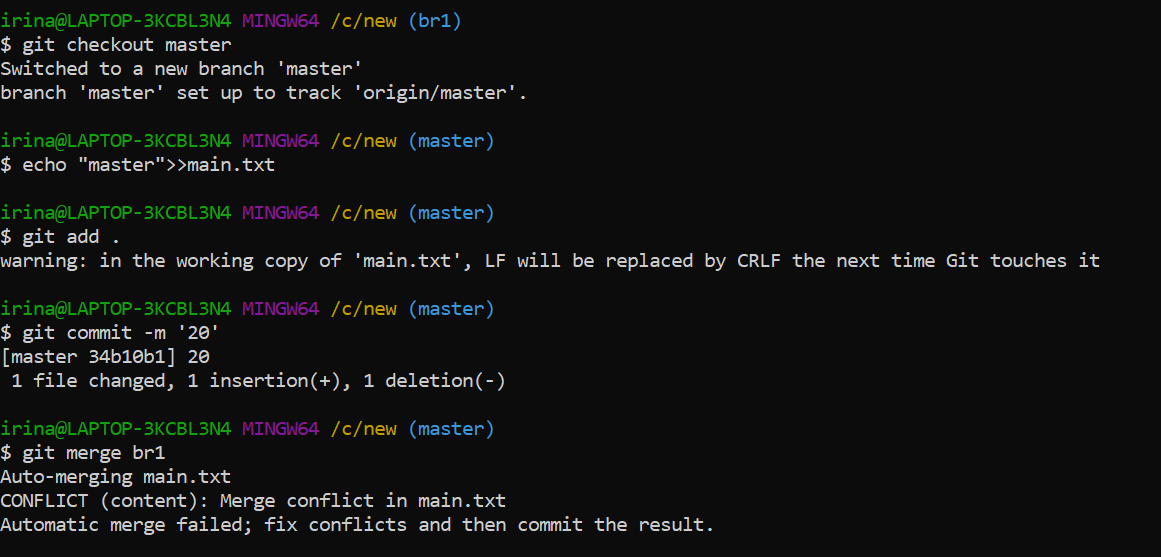 irina@LAPTOP-3KCBL3N4 MINGW64 /c/new (br1)
$ git checkout master
Switched to a new branch 'master'
branch 'master' set up to track 'origin/master'.
irina@LAPTOP-3KCBL3N4 MINGW64 /c/new (master)
$ echo "master">>main.txt
irina@LAPTOP-3KCBL3N4 MINGW64 /c/new (master)
$ git add .
warning: in the working copy of 'main.txt', LF will be replaced by CRLF the next time Git touches it
irina@LAPTOP-3KCBL3N4 MINGW64 /c/new (master)
$ git commit -m '20'
[master 34b10b1] 20
 1 file changed, 1 insertion(+), 1 deletion(-)
irina@LAPTOP-3KCBL3N4 MINGW64 /c/new (master)
$ git merge br1
Auto-merging main.txt
CONFLICT (content): Merge conflict in main.txt
Automatic merge failed; fix conflicts and then commit the result.